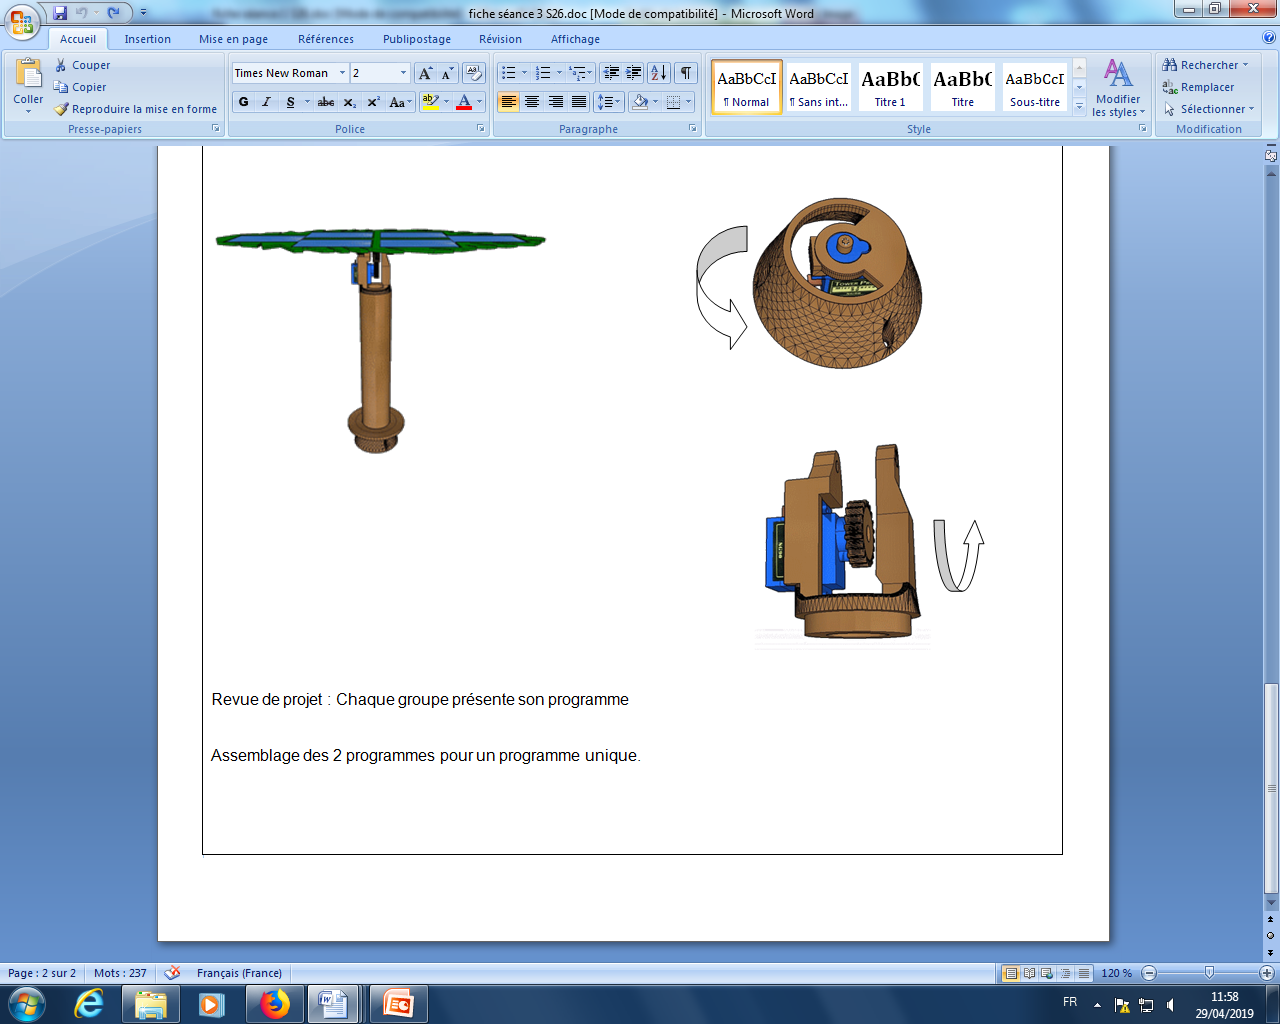 fiche séance 3 S26.doc [Mode de compatibilité] - Microsoft Word
Accueil Insertion Mise en page Références Publipostage Révision Affichage
Coller
Couper
Copier
Reproduire la mise en forme
Presse-papiers
Times New Roman 2
G I S abc X₂ X² Aa
Police
Paragraphe
AaBbCcI AaBbCcI AaBbC AaBbC AaBbCcI
¶ Normal ¶ Sans int... Titre 1 Titre Sous-titre
Style
Modifier
les styles
Rechercher
Remplacer
Sélectionner
Modification
Revue de projet : Chaque groupe présente son programme
Assemblage des 2 programmes pour un programme unique.
Page : 2 sur 2 Mots : 237 Français (France) 120 %
FR
11:58
29/04/2019